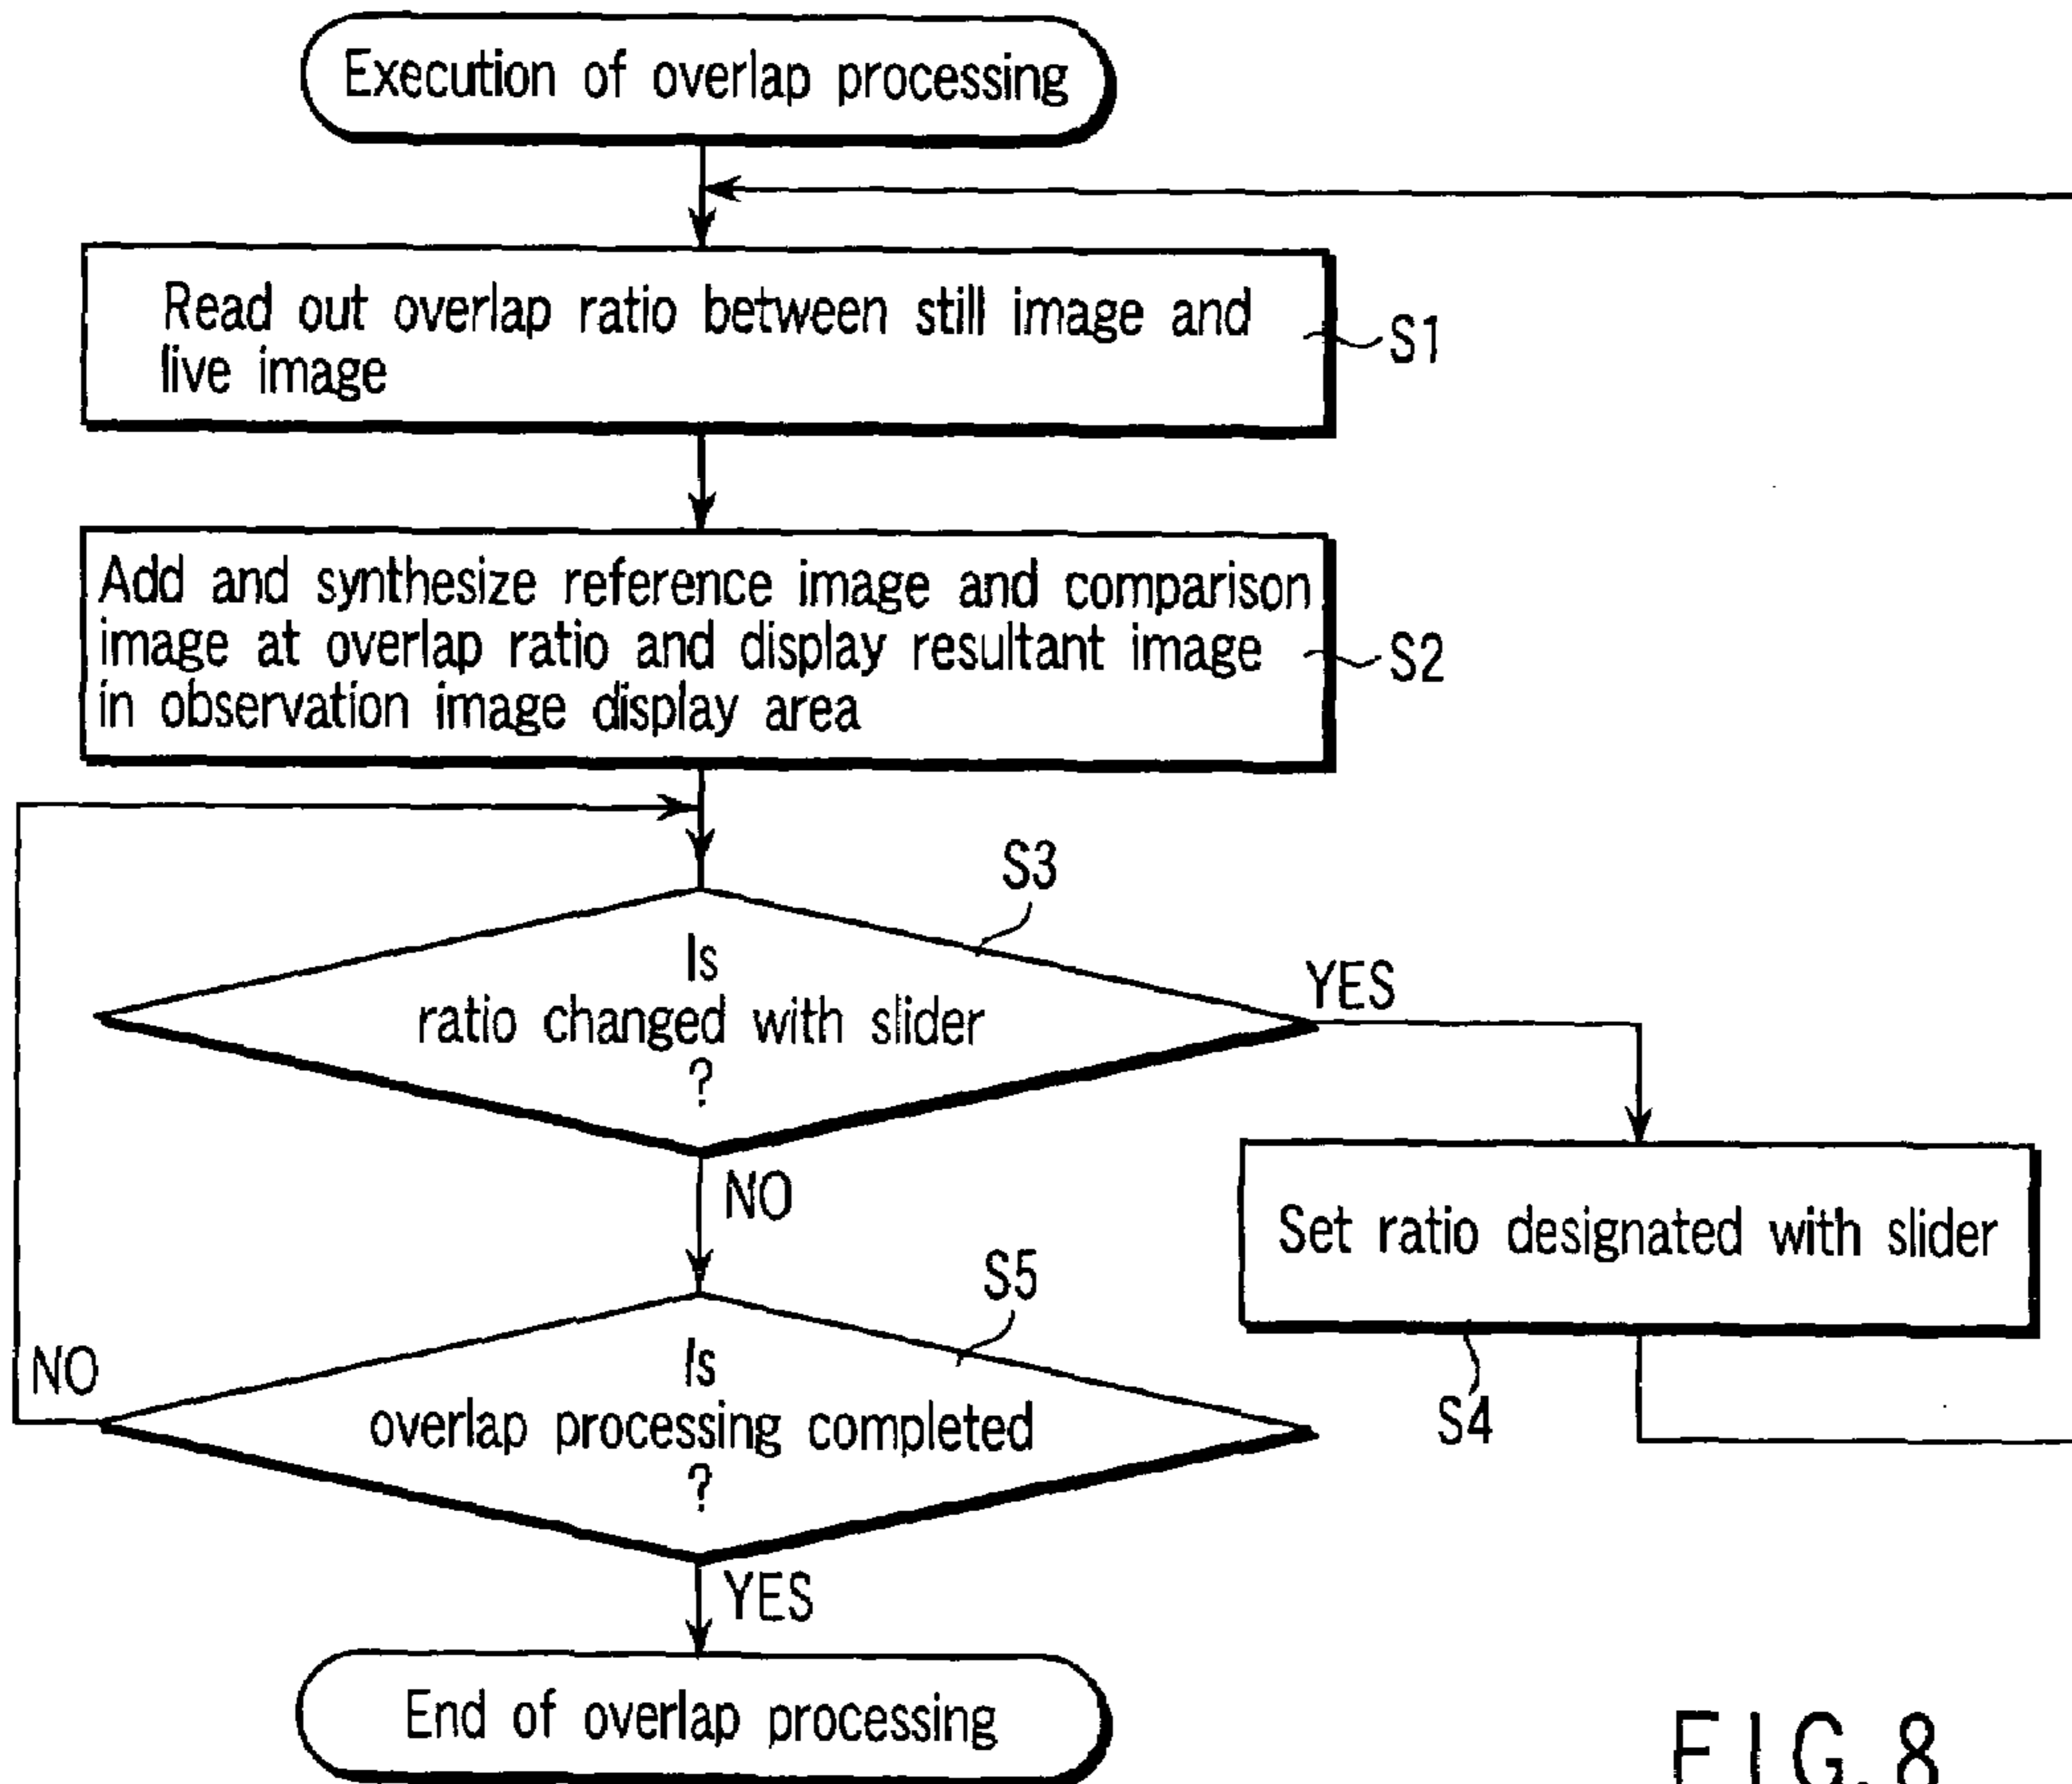 Execution of overlap processing
Read out overlap ratio between still image and
live image
S1
Add and synthesize reference image and comparison
image at overlap ratio and display resultant image
in observation image display area
S2
S3
Is
ratio changed with slider
?
YES
NO
Set ratio designated with slider
S4
S5
Is
overlap processing completed
?
NO
YES
End of overlap processing
FIG.8